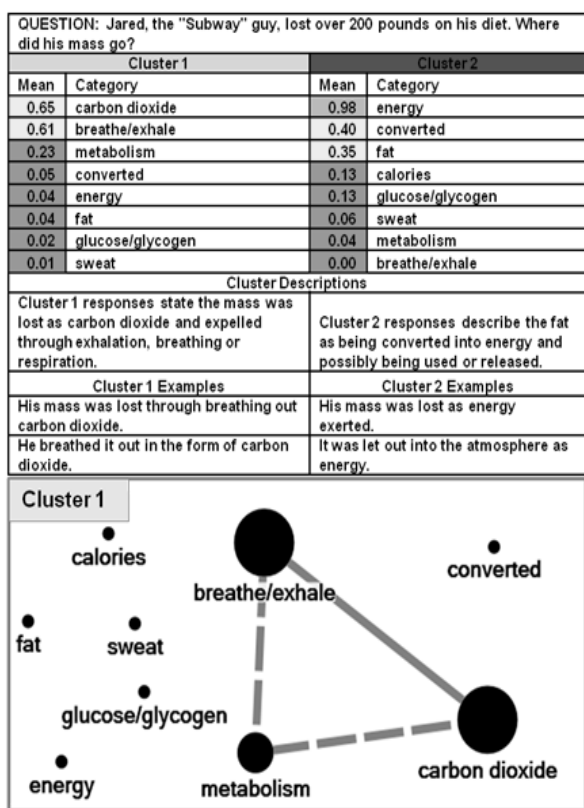 QUESTION: Jared, the "Subway" guy, lost over 200 pounds on his diet. Where
did his mass go?
Cluster 1 Cluster 2
Mean Category Mean Category
0.65 carbon dioxide 0.98 energy
0.61 breathe/exhale 0.40 converted
0.23 metabolism 0.35 fat
0.05 converted 0.13 calories
0.04 energy 0.13 glucose/glycogen
0.04 fat 0.06 sweat
0.02 glucose/glycogen 0.04 metabolism
0.01 sweat 0.00 breathe/exhale
Cluster Descriptions
Cluster 1 responses state the mass was
lost as carbon dioxide and expelled
through exhalation, breathing or
respiration.
Cluster 2 responses describe the fat
as being converted into energy and
possibly being used or released.
Cluster 1 Examples Cluster 2 Examples
His mass was lost through breathing out
carbon dioxide.
His mass was lost as energy
exerted.
He breathed it out in the form of carbon
dioxide.
It was let out into the atmosphere as
energy.
Cluster 1
calories
breathe/exhale
converted
fat
sweat
glucose/glycogen
energy
metabolism
carbon dioxide